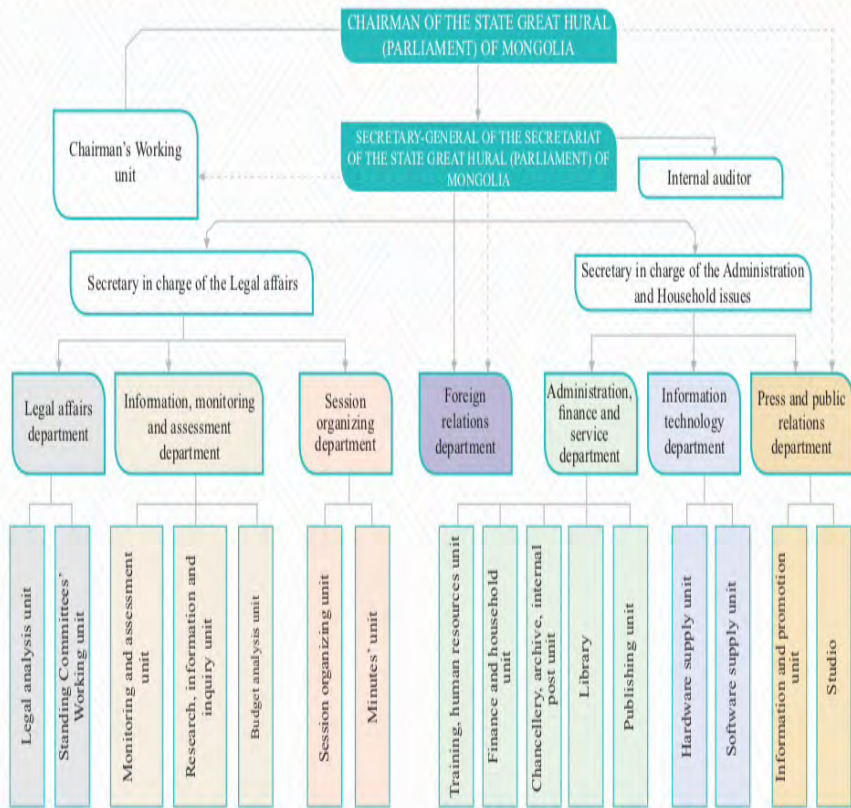 CHAIRMAN OF THE STATE GREAT HURAL
(PARLIAMENT) OF MONGOLIA
SECRETARY-GENERAL OF THE SECRETARIAT
OF THE STATE GREAT HURAL (PARLIAMENT) OF
MONGOLIA
Chairman's Working
unit
Internal auditor
Secretary in charge of the Legal affairs
Secretary in charge of the Administration
and Household issues
Legal affairs
department
Information, monitoring
and assessment
department
Session
organizing
department
Foreign
relations
department
Administration,
finance and
service
department
Information
technology
department
Press and public
relations
department
Legal analysis unit
Standing Committees'
Working unit
Monitoring and assessment
unit
Research, information and
inquiry unit
Budget analysis unit
Session organizing unit
Minutes' unit
Training, human resources unit
Finance and household
unit
Chancellery, archive, internal
post unit
Library
Publishing unit
Hardware supply unit
Software supply unit
Information and promotion
unit
Studio